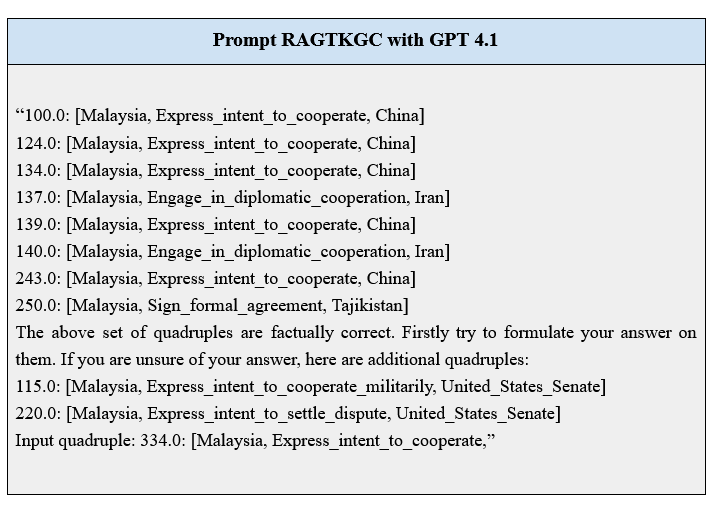 Prompt RAGTKGC with GPT 4.1
“100.0: [Malaysia, Express_intent_to_cooperate, China]
124.0: [Malaysia, Express_intent_to_cooperate, China]
134.0: [Malaysia, Express_intent_to_cooperate, China]
137.0: [Malaysia, Engage_in_diplomatic_cooperation, Iran]
139.0: [Malaysia, Express_intent_to_cooperate, China]
140.0: [Malaysia, Engage_in_diplomatic_cooperation, Iran]
243.0: [Malaysia, Express_intent_to_cooperate, China]
250.0: [Malaysia, Sign_formal_agreement, Tajikistan]
The above set of quadruples are factually correct. Firstly try to formulate your answer on
them. If you are unsure of your answer, here are additional quadruples:
115.0: [Malaysia, Express_intent_to_cooperate_militarily, United_States_Senate]
220.0: [Malaysia, Express_intent_to_settle_dispute, United_States_Senate]
Input quadruple: 334.0: [Malaysia, Express_intent_to_cooperate,”